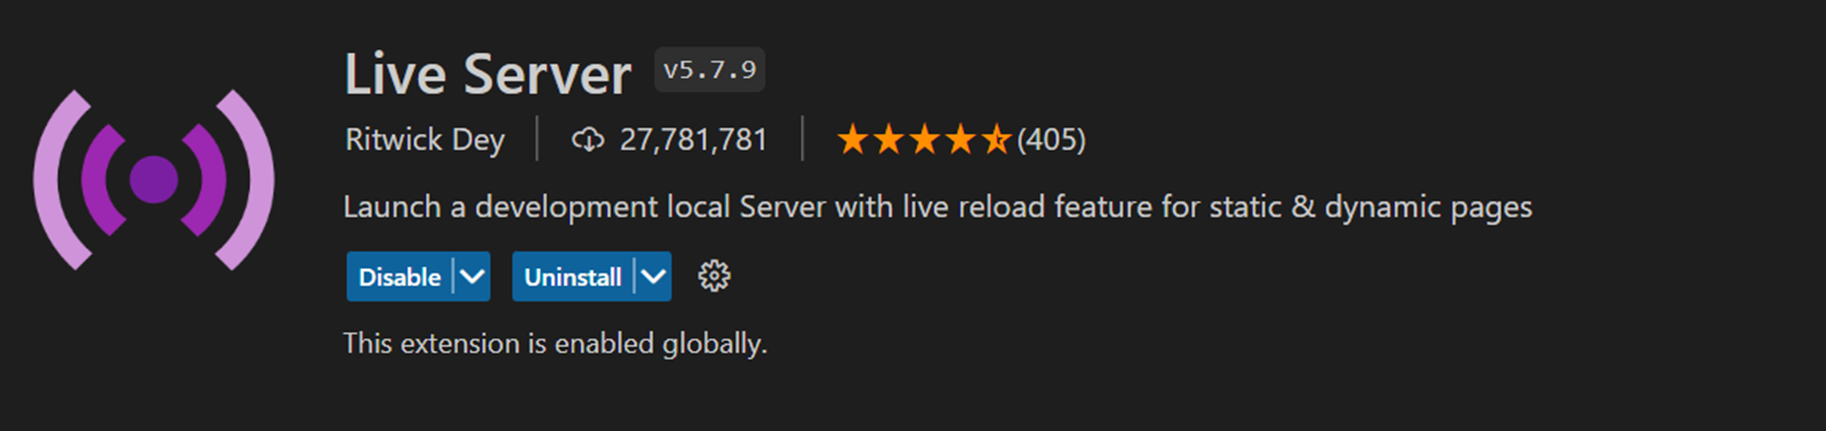 Live Server v5.7.9
Ritwick Dey 27,781,781 (405)
Launch a development local Server with live reload feature for static & dynamic pages
Disable Uninstall
This extension is enabled globally.